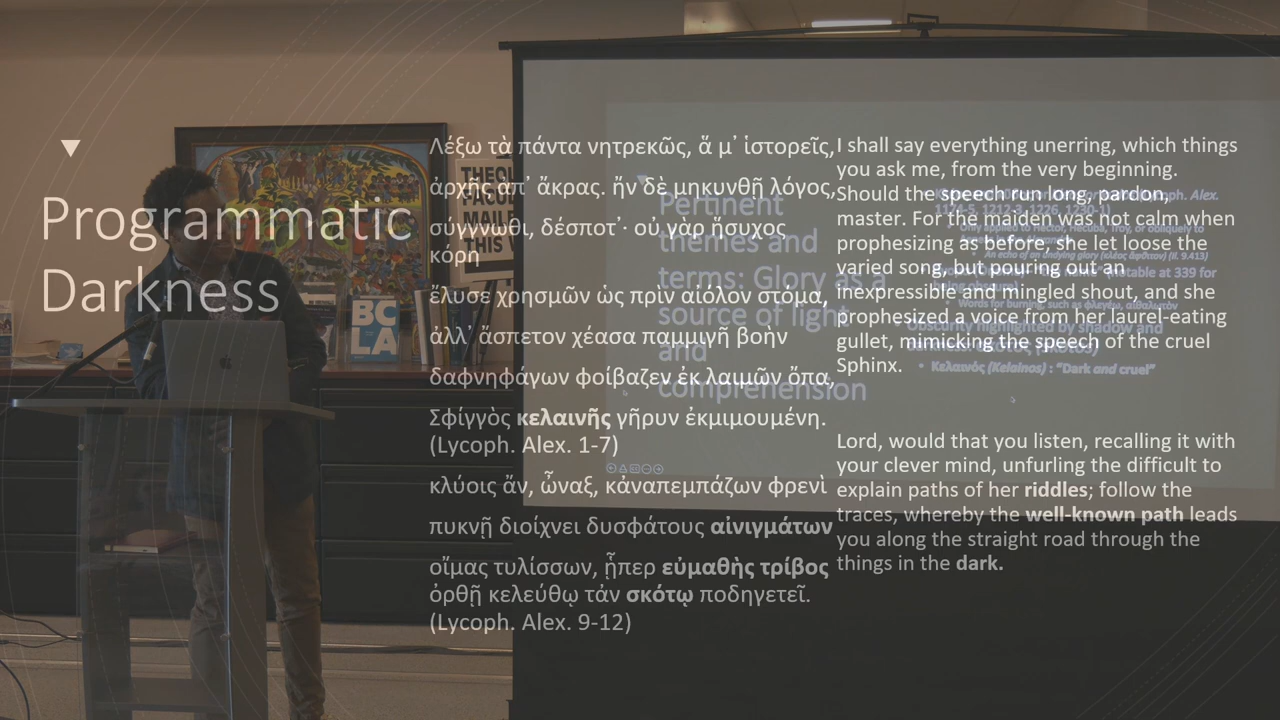 Programmatic
Darkness
Λέξω τὰ πάντα νητρεκῶς, ἅ μ᾽ ἱστορεῖς,
ἀρχῆς ἀπ᾽ ἄκρας. ἤν δὲ μηκυνθῇ λόγος,
σύγγνωθι, δέσποτ᾽· οὐ γὰρ ἥσυχος
κόρη
ἔλυσε χρησμῶν ὡς πρὶν αἰόλον στόμα,
ἀλλ᾽ ἄσπετον χέασα παμμιγῆ βοὴν
δαφνηφάγων φοίβαζεν ἐκ λαιμῶν ὄπα,
Σφίγγὸς κελαινῆς γῆρυν ἐκμιμουμένη.
(Lycoph. Alex. 1-7)
κλύοις ἄν, ὦναξ, κἀναπεμπάζων φρενὶ
πυκνῇ διοίχνει δυσφάτους αἰνιγμάτων
οἴμας τυλίσσων, ᾗπερ εὐμαθὴς τρίβος
ὀρθῇ κελεύθῳ τἀν σκότῳ ποδηγετεῖ.
(Lycoph. Alex. 9-12)
I shall say everything unerring, which things
you ask me, from the very beginning.
Should the speech run long, pardon,
master. For the maiden was not calm when
prophesizing as before, she let loose the
varied song, but pouring out an
inexpressible and mingled shout, and she
prophesized a voice from her laurel-eating
gullet, mimicking the speech of the cruel
Sphinx.
Lord, would that you listen, recalling it with
your clever mind, unfurling the difficult to
explain paths of her riddles; follow the
traces, whereby the well-known path leads
you along the straight road through the
things in the dark.
Pertinent
themes and
terms: Glory as a
source of light
and
comprehension
Obscurity highlighted by shadow and
Κελαινός (Kelainos) : “Dark and cruel”
BC
LA